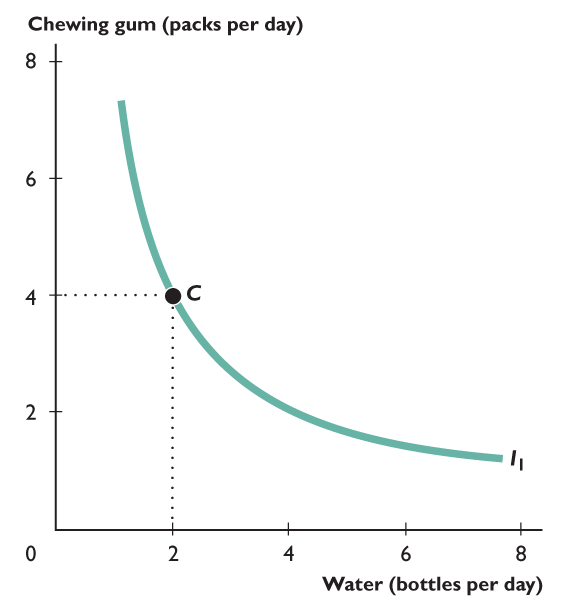 Chewing gum (packs per day)
8
6
4
C
2
I₁
0
2
4
6
8
Water (bottles per day)